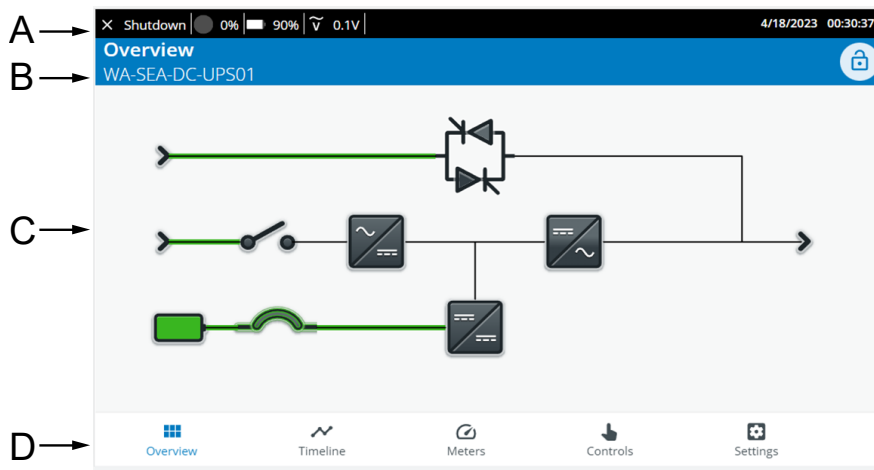 A
× Shutdown 0% 90% V 0.1V 4/18/2023 00:30:37
Overview
B
WA-SEA-DC-UPS01
C
D
Overview Timeline Meters Controls Settings